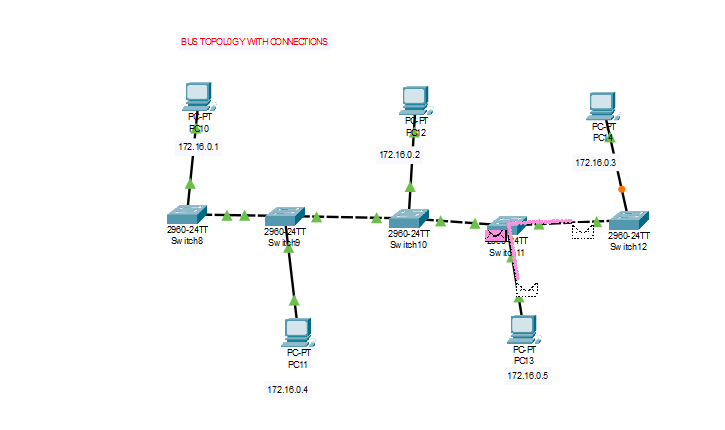 BUS TOPOLOGY WITH CONNECTIONS
PC-PT
PC10
172.16.0.1
PC-PT
PC12
172.16.0.2
PC-PT
PC14
172.16.0.3
2960-24TT
Switch8
2960-24TT
Switch9
2960-24TT
Switch10
2960-24TT
Switch11
2960-24TT
Switch12
PC-PT
PC11
172.16.0.4
PC-PT
PC13
172.16.0.5